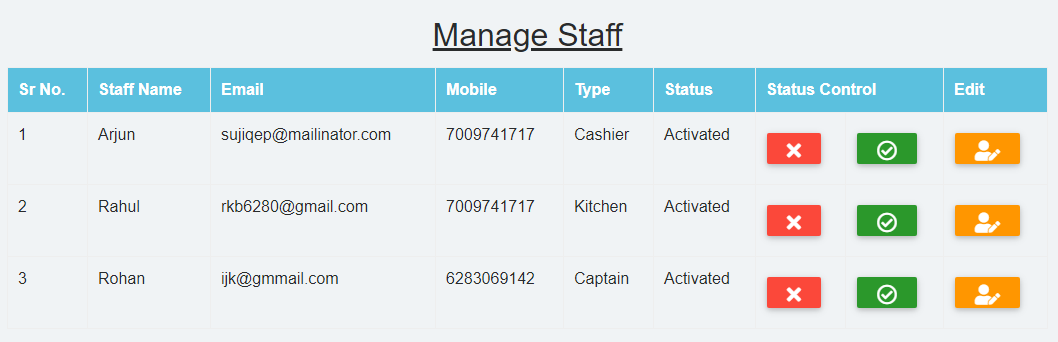 Manage Staff
Sr No. Staff Name Email Mobile Type Status Status Control Edit
1 Arjun sujiqep@mailinator.com 7009741717 Cashier Activated
2 Rahul rkb6280@gmail.com 7009741717 Kitchen Activated
3 Rohan ijk@gmmail.com 6283069142 Captain Activated